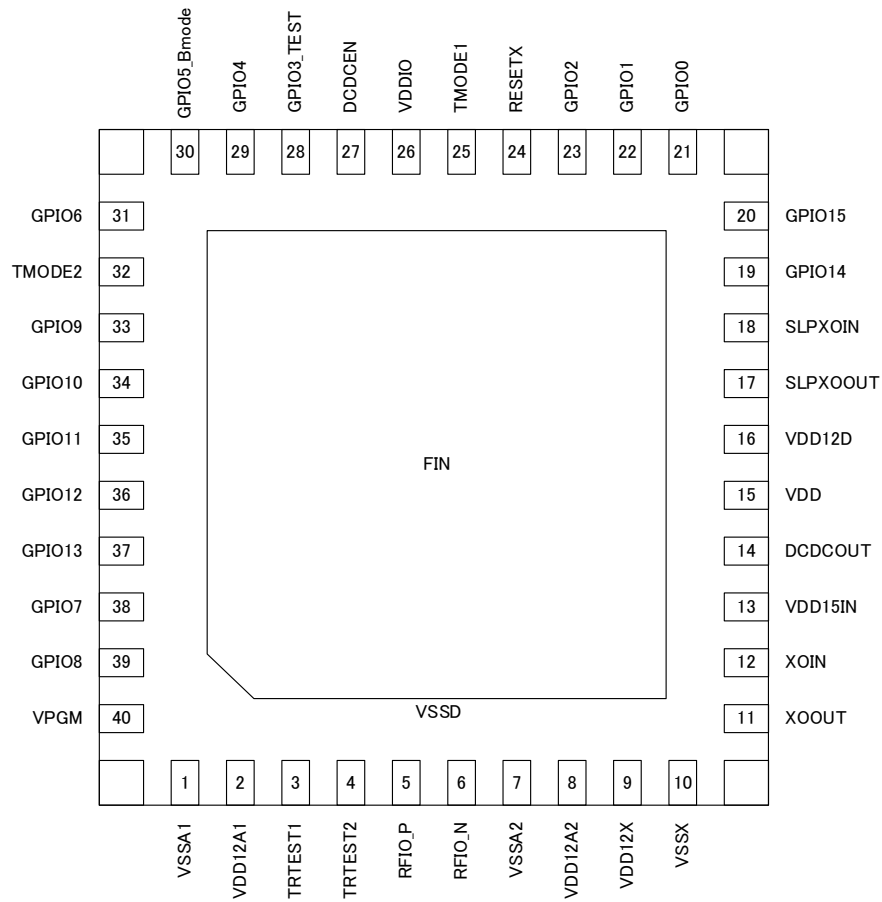 GPIO5_Bmode
GPIO4
GPIO3_TEST
DCDCEN
VDDIO
TMODE1
RESETX
GPIO2
GPIO1
GPIO0
30 29 28 27 26 25 24 23 22 21
GPIO6 31 20 GPIO15
TMODE2 32 19 GPIO14
GPIO9 33 18 SLPXOIN
GPIO10 34 17 SLPXOOUT
GPIO11 35 16 VDD12D
FIN
GPIO12 36 15 VDD
GPIO13 37 14 DCDCOUT
GPIO7 38 13 VDD15IN
GPIO8 39 12 XOIN
VSSD
VPGM 40 11 XOOUT
1 2 3 4 5 6 7 8 9 10
VSSA1
VDD12A1
TRTEST1
TRTEST2
RFIO_P
RFIO_N
VSSA2
VDD12A2
VDD12X
VSSX